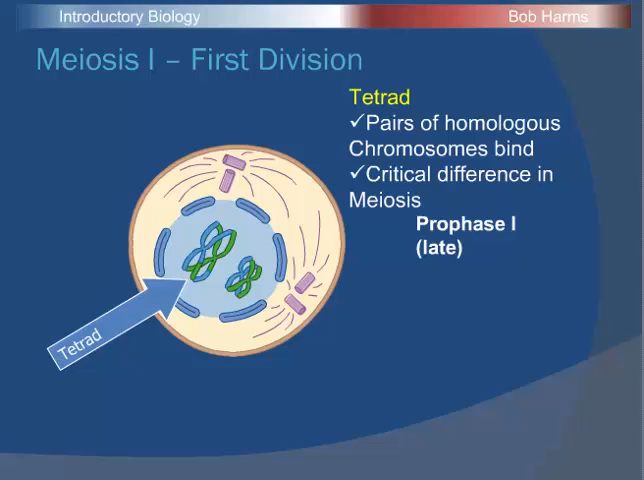 Introductory Biology
Bob Harms
Meiosis I – First Division
Tetrad
✓Pairs of homologous
Chromosomes bind
✓Critical difference in
Meiosis
Prophase I
(late)
Tetrad